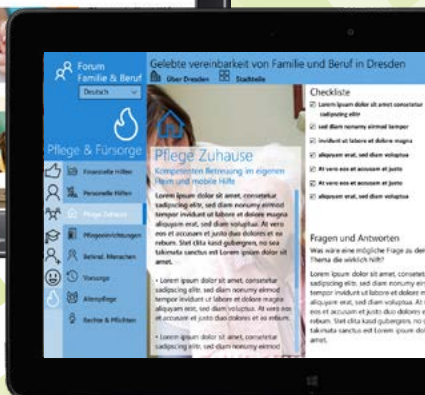 Forum
Familie & Beruf
Deutsch
Gelebte vereinbarkeit von Familie und Beruf in Dresden
Über Dresden Stadtteile
Pflege & Fürsorge
Finanzielle Hilfen
Personelle Hilfen
Pflege Zuhause
Pflegeeinrichtungen
Behind. Menschen
Vorsorge
Altenpflege
Rechte & Pflichten
Pflege Zuhause
Kompetenten Betreuung im eigenen
Heim und mobile Hilfe
Lorem ipsum dolor sit amet, consetetur
sadipscing elitr, sed diam nonumy eirmod
tempor invidunt ut labore et dolore magna
aliquyam erat, sed diam voluptua. At vero
eos et accusam et justo duo dolores et ea
rebum. Stet clita kasd gubergren, no sea
takimata sanctus est Lorem ipsum dolor sit
amet.
• Lorem ipsum dolor sit amet, consetetur
sadipscing elitr, sed diam nonumy eirmod
tempor invidunt ut labore et dolore magna
aliquyam erat, sed diam voluptua. At vero eos
et accusam et justo duo dolores et ea rebum.
• Lorem ipsum dolor sit amet, consetetur
sadipscing elitr, sed diam nonumy eirmod
Checkliste
Lorem ipsum dolor sit amet consetetur
sadipscing elitr
sed diam nonumy eirmod tempor
invidunt ut labore et dolore magna
aliquyam erat, sed diam voluptua
At vero eos et accusam et justo
At vero eos et accusam et justo
aliquyam erat, sed diam voluptua
Fragen und Antworten
Was wäre eine mögliche Frage zu dem
Thema die wirklich hilft?
Lorem ipsum dolor sit amet, consetetu
sadipscing elitr, sed diam nonumy eirm
tempor invidunt ut labore et dolore m
aliquyam erat, sed diam voluptua. At v
eos et accusam et justo duo dolores e
rebum. Stet clita kasd gubergren, no s
takimata sanctus est Lorem ipsum dol
amet.